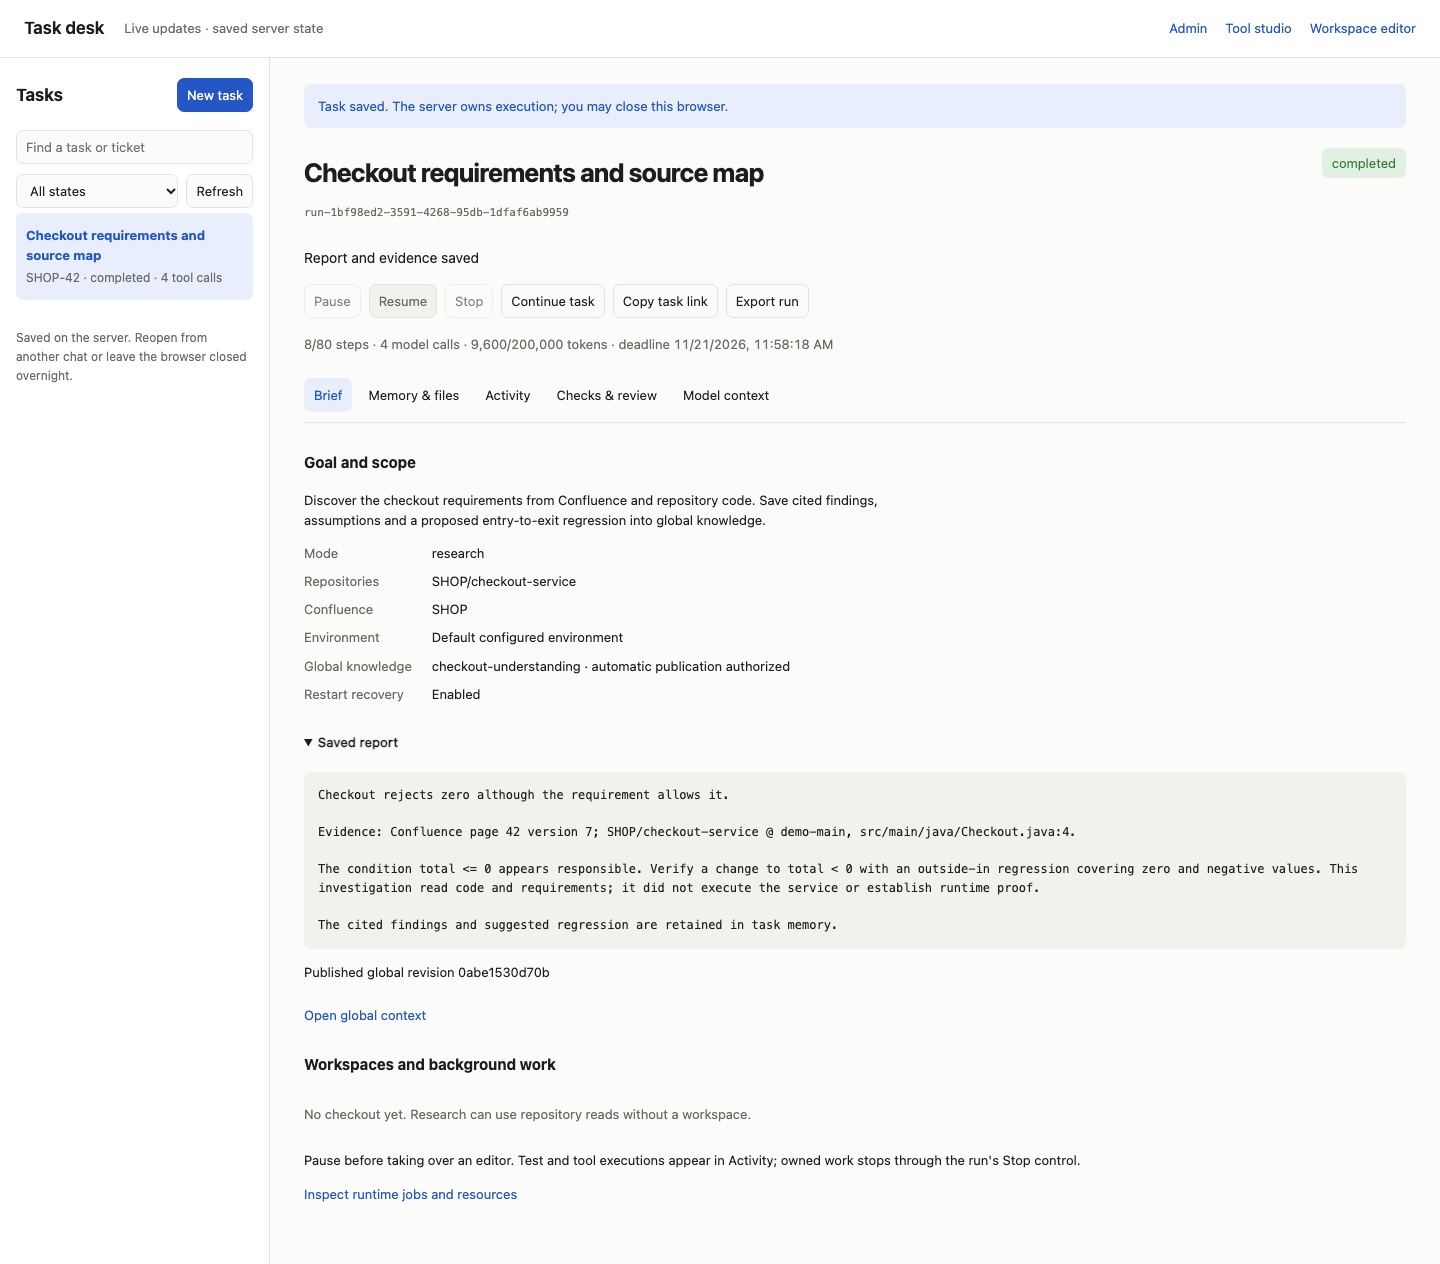 Task desk
Live updates · saved server state
Admin
Tool studio
Workspace editor
Tasks
New task
Find a task or ticket
All states
Refresh
Checkout requirements and
source map
SHOP-42 · completed · 4 tool calls
Saved on the server. Reopen from
another chat or leave the browser closed
overnight.
Task saved. The server owns execution; you may close this browser.
Checkout requirements and source map
completed
run-1bf98ed2-3591-4268-95db-1dfaf6ab9959
Report and evidence saved
Pause
Resume
Stop
Continue task
Copy task link
Export run
8/80 steps · 4 model calls · 9,600/200,000 tokens · deadline 11/21/2026, 11:58:18 AM
Brief
Memory & files
Activity
Checks & review
Model context
Goal and scope
Discover the checkout requirements from Confluence and repository code. Save cited findings,
assumptions and a proposed entry-to-exit regression into global knowledge.
Mode research
Repositories SHOP/checkout-service
Confluence SHOP
Environment Default configured environment
Global knowledge checkout-understanding · automatic publication authorized
Restart recovery Enabled
▼ Saved report
Checkout rejects zero although the requirement allows it.
Evidence: Confluence page 42 version 7; SHOP/checkout-service @ demo-main, src/main/java/Checkout.java:4.
The condition total <= 0 appears responsible. Verify a change to total < 0 with an outside-in regression covering zero and negative values. This
investigation read code and requirements; it did not execute the service or establish runtime proof.
The cited findings and suggested regression are retained in task memory.
Published global revision 0abe1530d70b
Open global context
Workspaces and background work
No checkout yet. Research can use repository reads without a workspace.
Pause before taking over an editor. Test and tool executions appear in Activity; owned work stops through the run's Stop control.
Inspect runtime jobs and resources